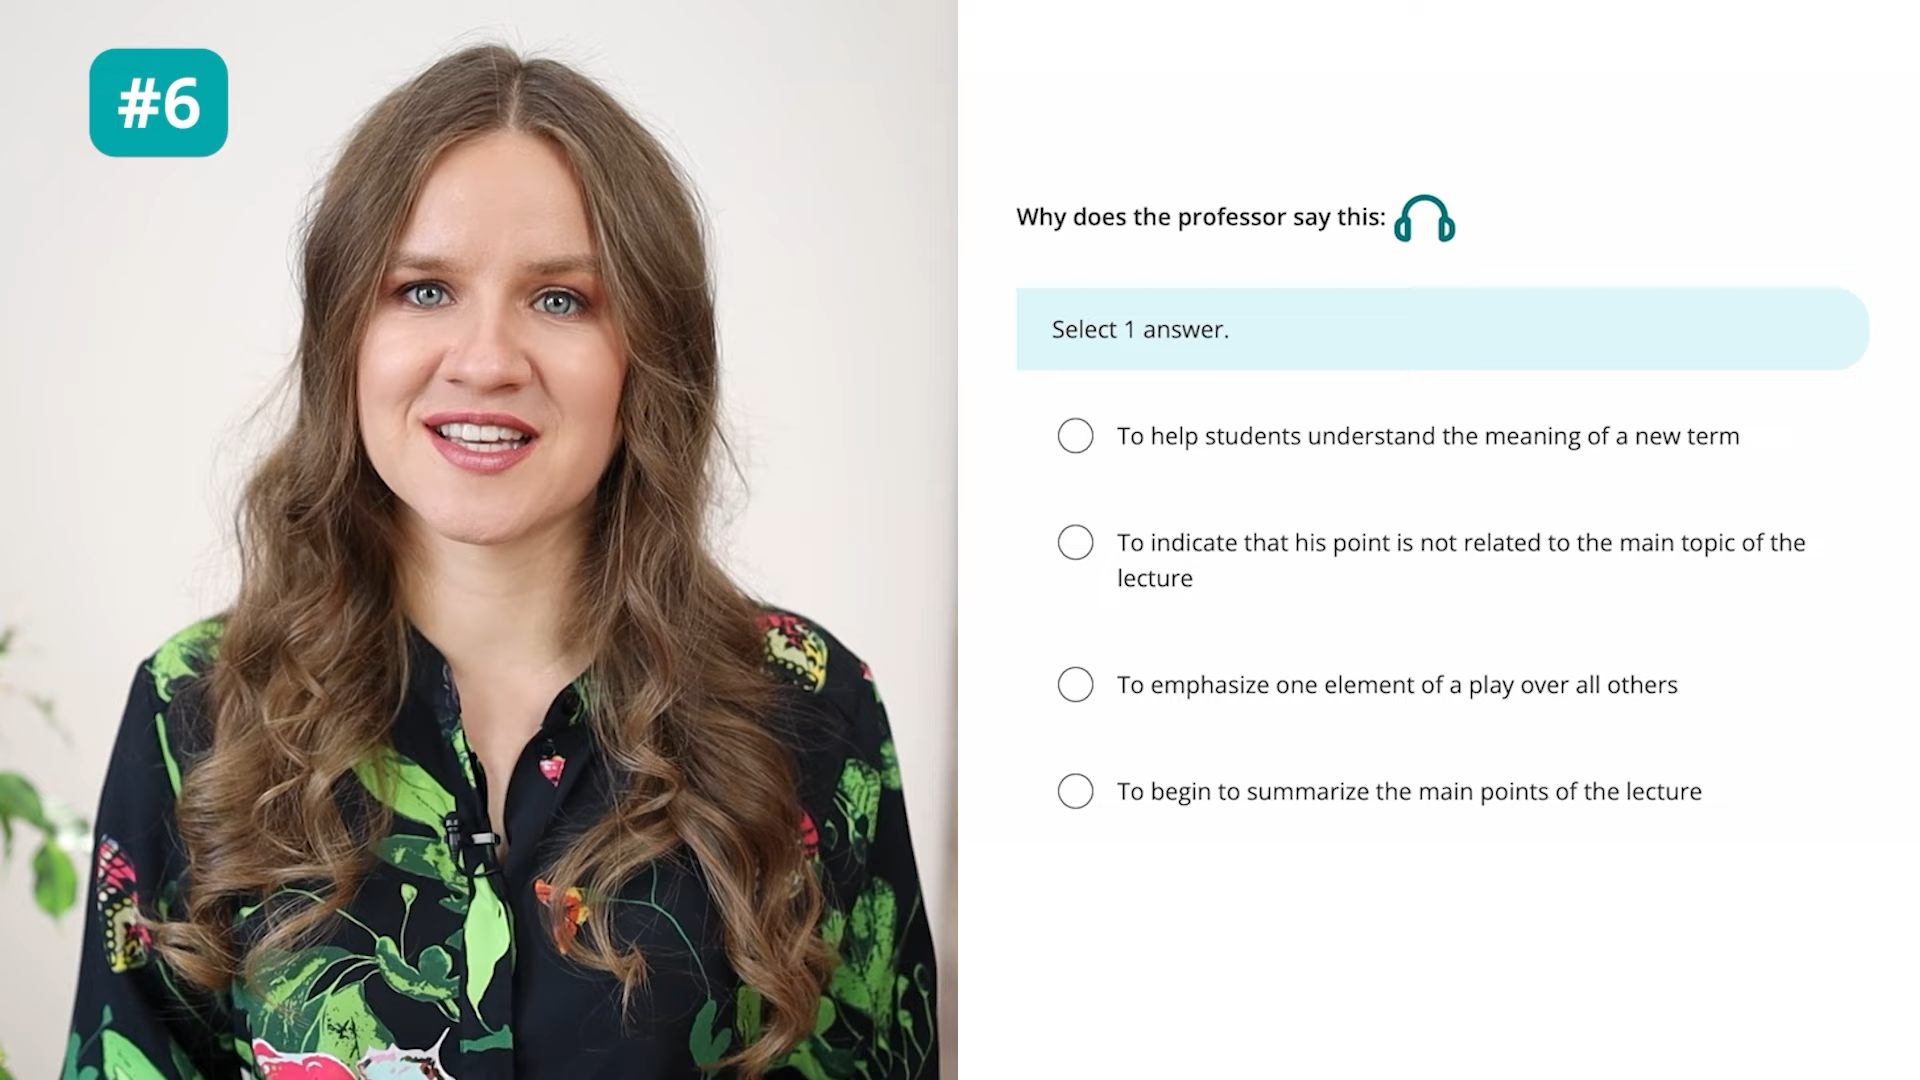 #6
Why does the professor say this:
Select 1 answer.
To help students understand the meaning of a new term
To indicate that his point is not related to the main topic of the
lecture
To emphasize one element of a play over all others
To begin to summarize the main points of the lecture